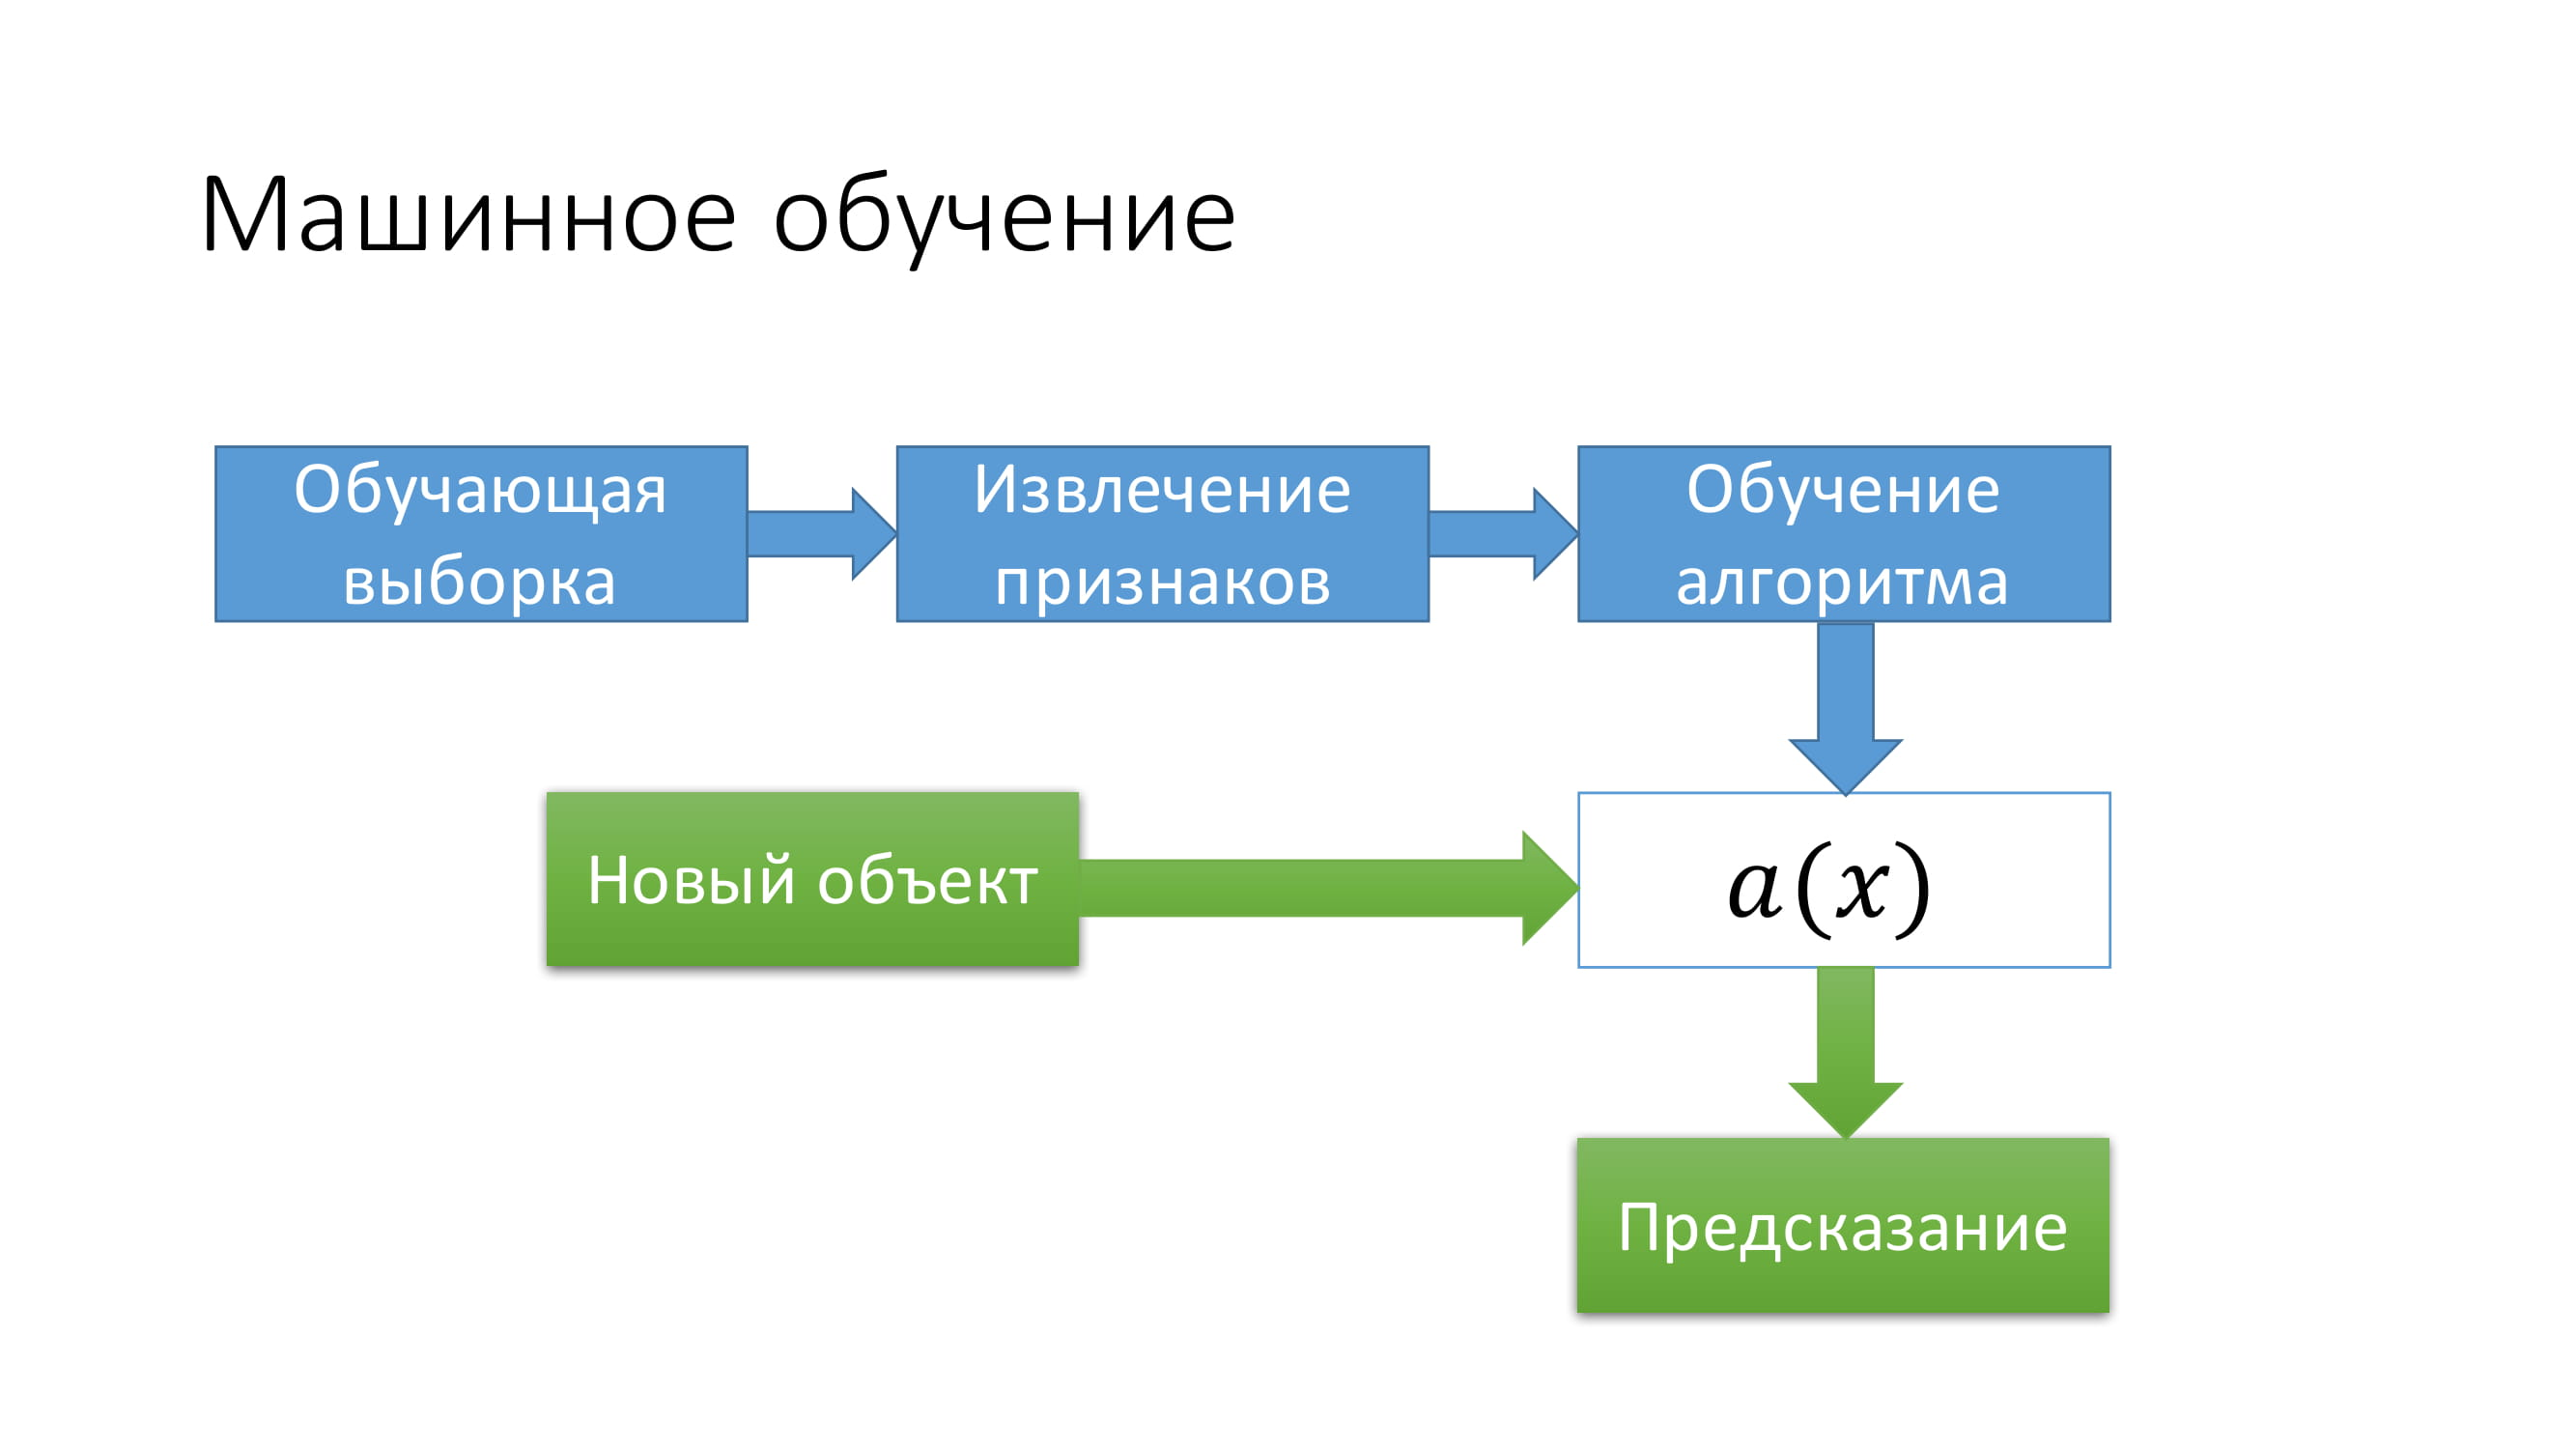 Машинное обучение
Обучающая
выборка
Извлечение
признаков
Обучение
алгоритма
Новый объект
a(x)
Предсказание